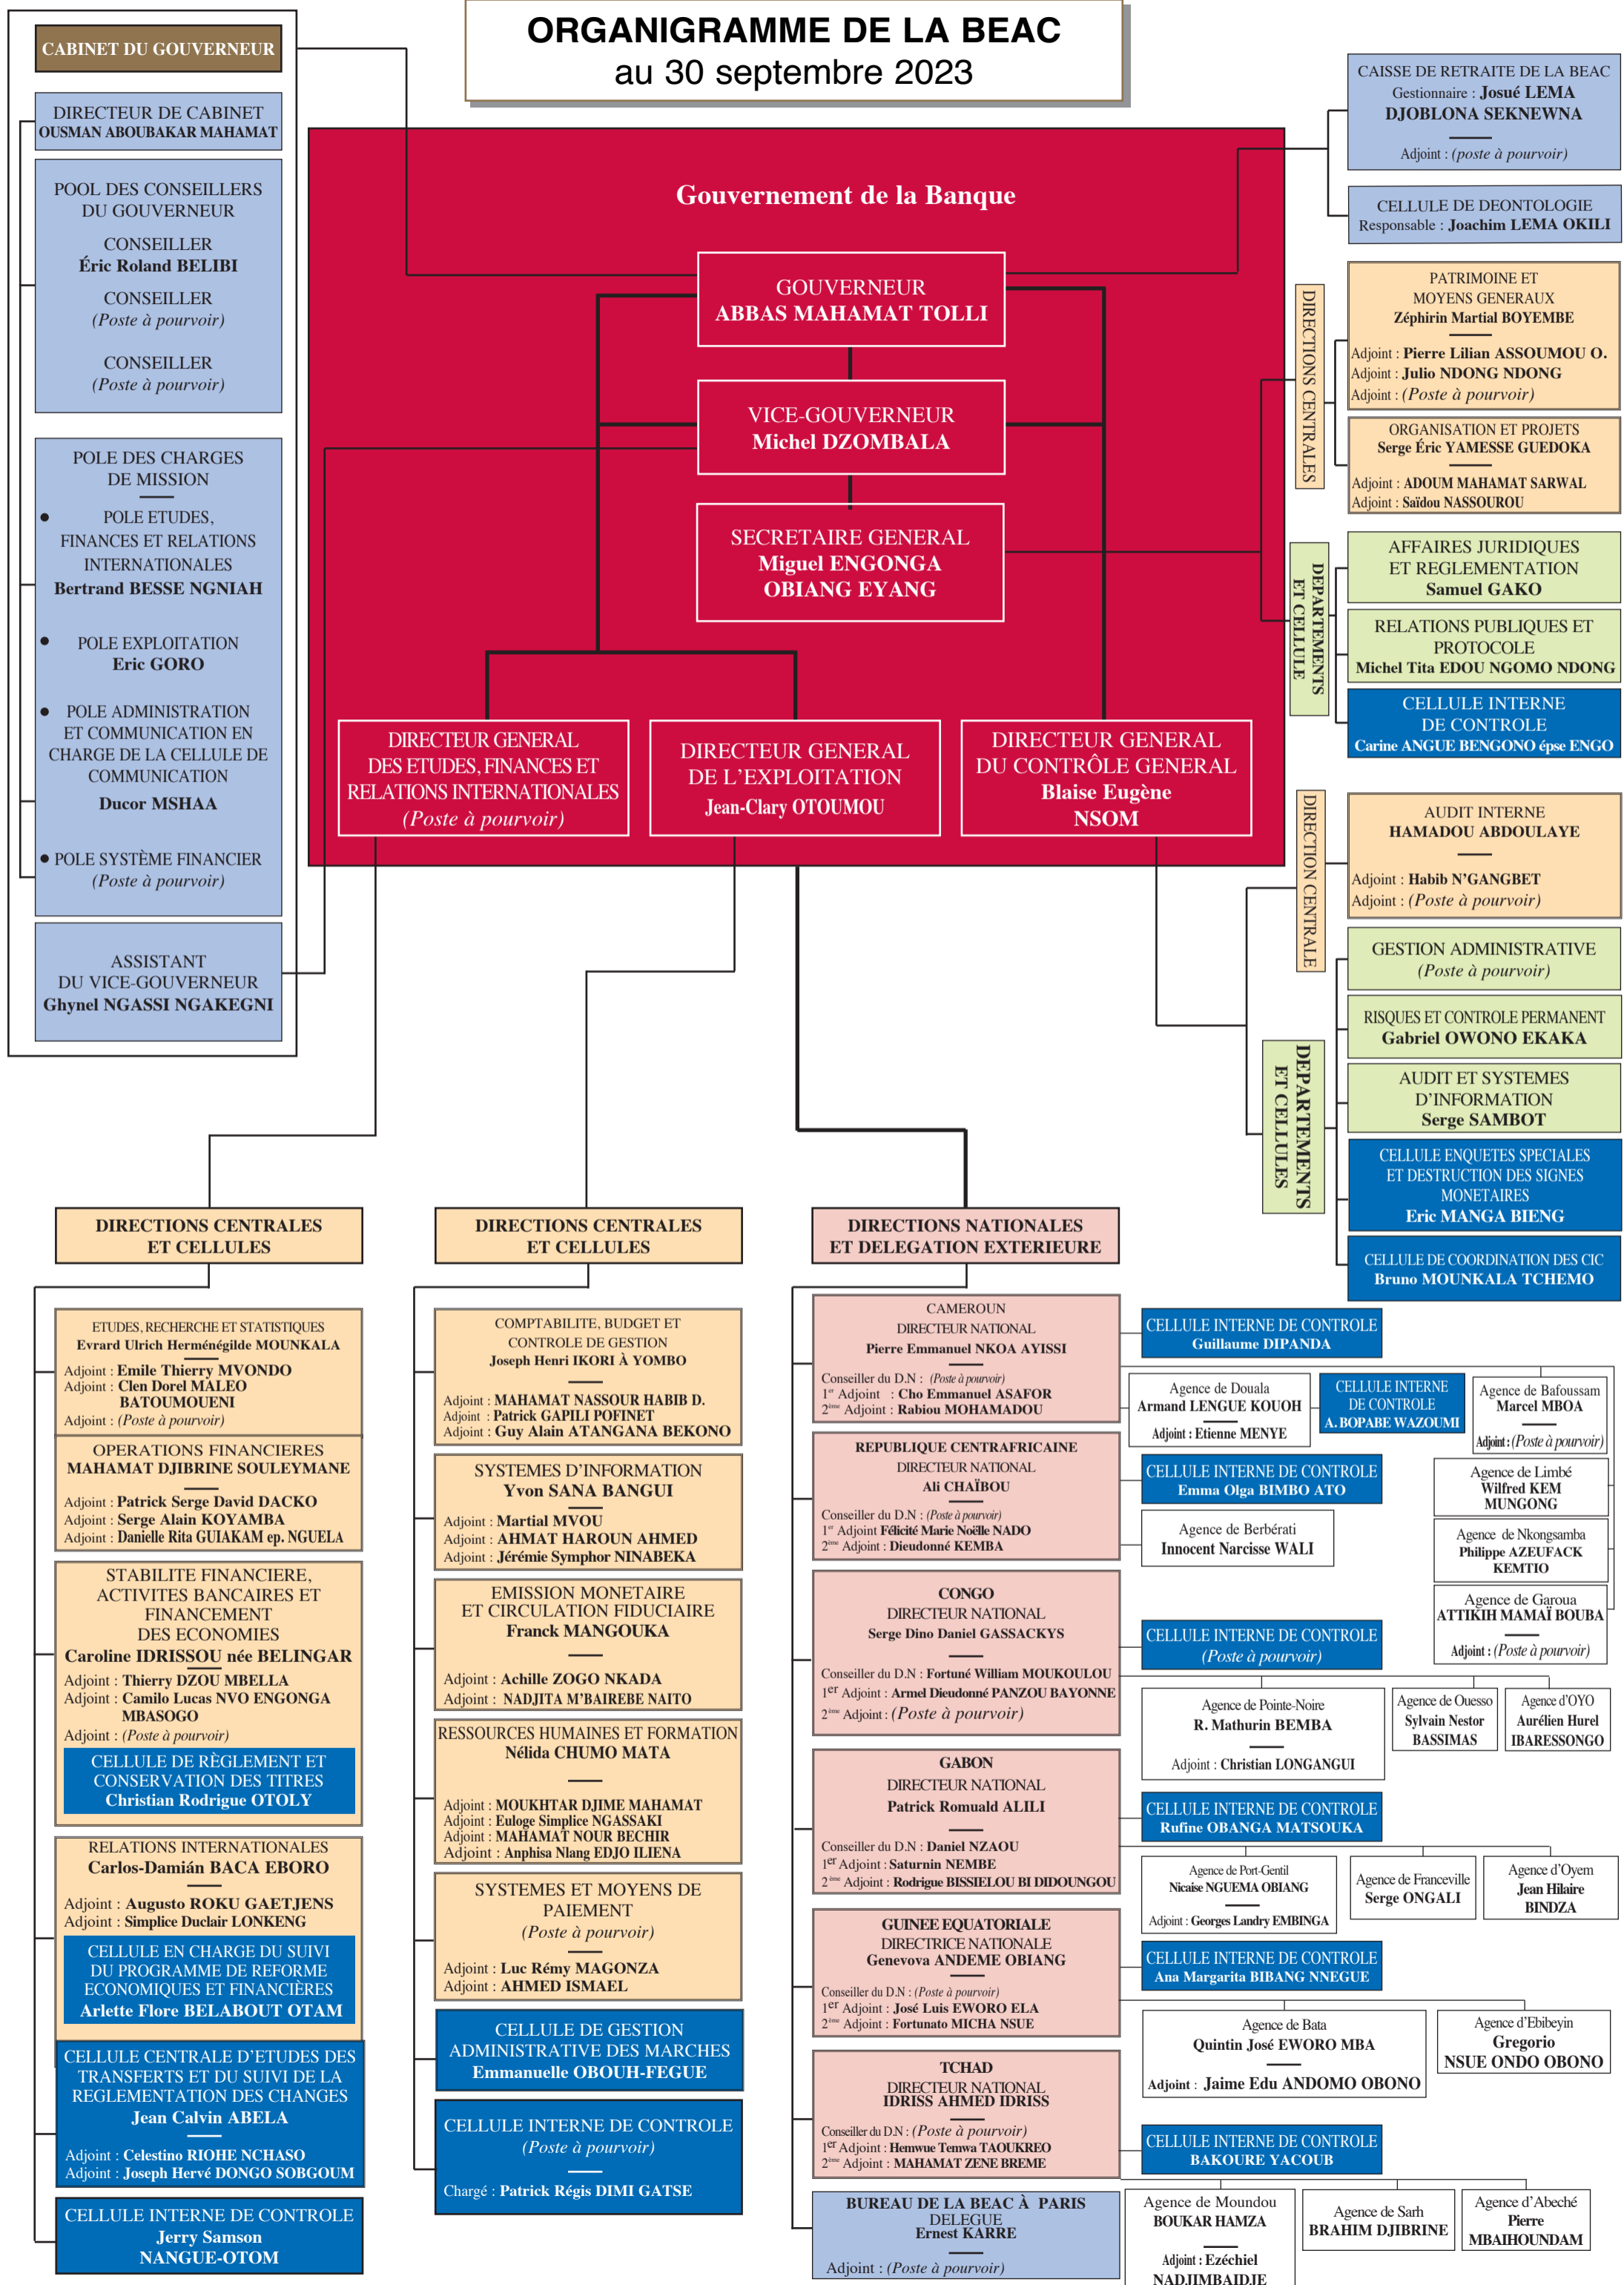 ORGANIGRAMME DE LA BEAC
au 30 septembre 2023
CABINET DU GOUVERNEUR
DIRECTEUR DE CABINET
OUSMAN ABOUBAKAR MAHAMAT
POOL DES CONSEILLERS
DU GOUVERNEUR
CONSEILLER
Éric Roland BELIBI
CONSEILLER
(Poste à pourvoir)
CONSEILLER
(Poste à pourvoir)
POLE DES CHARGES
DE MISSION
• POLE ETUDES,
FINANCES ET RELATIONS
INTERNATIONALES
Bertrand BESSE NGNIAH
• POLE EXPLOITATION
Eric GORO
• POLE ADMINISTRATION
ET COMMUNICATION EN
CHARGE DE LA CELLULE DE
COMMUNICATION
Ducor MSHAA
• POLE SYSTÈME FINANCIER
(Poste à pourvoir)
ASSISTANT
DU VICE-GOUVERNEUR
Ghynel NGASSI NGAKEGNI
Gouvernement de la Banque
GOUVERNEUR
ABBAS MAHAMAT TOLLI
VICE-GOUVERNEUR
Michel DZOMBALA
SECRETAIRE GENERAL
Miguel ENGONGA
OBIANG EYANG
DIRECTEUR GENERAL
DES ETUDES, FINANCES ET
RELATIONS INTERNATIONALES
(Poste à pourvoir)
DIRECTEUR GENERAL
DE L'EXPLOITATION
Jean-Clary OTOUMOU
DIRECTEUR GENERAL
DU CONTRÔLE GENERAL
Blaise Eugène
NSOM
CAISSE DE RETRAITE DE LA BEAC
Gestionnaire : Josué LEMA
DJOBLONA SEKNEWNA
Adjoint : (poste à pourvoir)
CELLULE DE DEONTOLOGIE
Responsable : Joachim LEMA OKILI
DIRECTIONS CENTRALES
PATRIMOINE ET
MOYENS GENERAUX
Zéphirin Martial BOYEMBE
Adjoint : Pierre Lilian ASSOUMOU O.
Adjoint : Julio NDONG NDONG
Adjoint : (Poste à pourvoir)
ORGANISATION ET PROJETS
Serge Éric YAMESSE GUEDOKA
Adjoint : ADOUM MAHAMAT SARWAL
Adjoint : Saïdou NASSOUROU
DEPARTEMENTS
ET CELLULE
AFFAIRES JURIDIQUES
ET REGLEMENTATION
Samuel GAKO
RELATIONS PUBLIQUES ET
PROTOCOLE
Michel Tita EDOU NGOMO NDONG
CELLULE INTERNE
DE CONTROLE
Carine ANGUE BENGONO épse ENGO
DIRECTION CENTRALE
AUDIT INTERNE
HAMADOU ABDOULAYE
Adjoint : Habib N'GANGBET
Adjoint : (Poste à pourvoir)
DEPARTEMENTS
ET CELLULES
GESTION ADMINISTRATIVE
(Poste à pourvoir)
RISQUES ET CONTROLE PERMANENT
Gabriel OWONO EKAKA
AUDIT ET SYSTEMES
D'INFORMATION
Serge SAMBOT
CELLULE ENQUETES SPECIALES
ET DESTRUCTION DES SIGNES
MONETAIRES
Eric MANGA BIENG
CELLULE DE COORDINATION DES CIC
Bruno MOUNKALA TCHEMO
DIRECTIONS CENTRALES
ET CELLULES
ETUDES, RECHERCHE ET STATISTIQUES
Evrard Ulrich Herménégilde MOUNKALA
Adjoint : Emile Thierry MVONDO
Adjoint : Clen Dorel MALEO
BATOUMOUENI
Adjoint : (Poste à pourvoir)
OPERATIONS FINANCIERES
MAHAMAT DJIBRINE SOULEYMANE
Adjoint : Patrick Serge David DACKO
Adjoint : Serge Alain KOYAMBA
Adjoint : Danielle Rita GUIAKAM ep. NGUELA
STABILITE FINANCIERE,
ACTIVITES BANCAIRES ET
FINANCEMENT
DES ECONOMIES
Caroline IDRISSOU née BELINGAR
Adjoint : Thierry DZOU MBELLA
Adjoint : Camilo Lucas NVO ENGONGA
MBASOGO
Adjoint : (Poste à pourvoir)
CELLULE DE RÈGLEMENT ET
CONSERVATION DES TITRES
Christian Rodrigue OTOLY
RELATIONS INTERNATIONALES
Carlos-Damián BACA EBORO
Adjoint : Augusto ROKU GAETJENS
Adjoint : Simplice Duclair LONKENG
CELLULE EN CHARGE DU SUIVI
DU PROGRAMME DE REFORME
ECONOMIQUES ET FINANCIÈRES
Arlette Flore BELABOUT OTAM
CELLULE CENTRALE D'ETUDES DES
TRANSFERTS ET DU SUIVI DE LA
REGLEMENTATION DES CHANGES
Jean Calvin ABELA
Adjoint : Celestino RIOHE NCHASO
Adjoint : Joseph Hervé DONGO SOBGOUM
CELLULE INTERNE DE CONTROLE
Jerry Samson
NANGUE-OTOM
DIRECTIONS CENTRALES
ET CELLULES
COMPTABILITE, BUDGET ET
CONTROLE DE GESTION
Joseph Henri IKORI À YOMBO
Adjoint : MAHAMAT NASSOUR HABIB D.
Adjoint : Patrick GAPILI POFINET
Adjoint : Guy Alain ATANGANA BEKONO
SYSTEMES D'INFORMATION
Yvon SANA BANGUI
Adjoint : Martial MVOU
Adjoint : AHMAT HAROUN AHMED
Adjoint : Jérémie Symphor NINABEKA
EMISSION MONETAIRE
ET CIRCULATION FIDUCIAIRE
Franck MANGOUKA
Adjoint : Achille ZOGO NKADA
Adjoint : NADJITA M'BAIREBE NAITO
RESSOURCES HUMAINES ET FORMATION
Nélida CHUMO MATA
Adjoint : MOUKHTAR DJIME MAHAMAT
Adjoint : Euloge Simplice NGASSAKI
Adjoint : MAHAMAT NOUR BECHIR
Adjoint : Anphisa Nlang EDJO ILIENA
SYSTEMES ET MOYENS DE
PAIEMENT
(Poste à pourvoir)
Adjoint : Luc Rémy MAGONZA
Adjoint : AHMED ISMAEL
CELLULE DE GESTION
ADMINISTRATIVE DES MARCHES
Emmanuelle OBOUH-FEGUE
CELLULE INTERNE DE CONTROLE
(Poste à pourvoir)
Chargé : Patrick Régis DIMI GATSE
DIRECTIONS NATIONALES
ET DELEGATION EXTERIEURE
CAMEROUN
DIRECTEUR NATIONAL
Pierre Emmanuel NKOA AYISSI
Conseiller du D.N : (Poste à pourvoir)
1er Adjoint : Cho Emmanuel ASAFOR
2ème Adjoint : Rabiou MOHAMADOU
CELLULE INTERNE DE CONTROLE
Guillaume DIPANDA
Agence de Douala
Armand LENGUE KOUOH
Adjoint : Etienne MENYE
CELLULE INTERNE
DE CONTROLE
A. BOPABE WAZOUMI
Agence de Bafoussam
Marcel MBOA
Adjoint : (Poste à pourvoir)
Agence de Limbé
Wilfred KEM
MUNGONG
Agence de Nkongsamba
Philippe AZEUFACK
KEMTIO
Agence de Garoua
ATTIKIH MAMAÏ BOUBA
Adjoint : (Poste à pourvoir)
REPUBLIQUE CENTRAFRICAINE
DIRECTEUR NATIONAL
Ali CHAÏBOU
Conseiller du D.N : (Poste à pourvoir)
1er Adjoint Félicité Marie Noëlle NADO
2ème Adjoint : Dieudonné KEMBA
CELLULE INTERNE DE CONTROLE
Emma Olga BIMBO ATO
Agence de Berbérati
Innocent Narcisse WALI
CONGO
DIRECTEUR NATIONAL
Serge Dino Daniel GASSACKYS
Conseiller du D.N : Fortuné William MOUKOULOU
1er Adjoint : Armel Dieudonné PANZOU BAYONNE
2ème Adjoint : (Poste à pourvoir)
CELLULE INTERNE DE CONTROLE
(Poste à pourvoir)
Agence de Pointe-Noire
R. Mathurin BEMBA
Adjoint : Christian LONGANGUI
Agence de Ouesso
Sylvain Nestor
BASSIMAS
Agence d'OYO
Aurélien Hurel
IBARESSONGO
GABON
DIRECTEUR NATIONAL
Patrick Romuald ALILI
Conseiller du D.N : Daniel NZAOU
1er Adjoint : Saturnin NEMBE
2ème Adjoint : Rodrigue BISSIELOU BI DIDOUNGOU
CELLULE INTERNE DE CONTROLE
Rufine OBANGA MATSOUKA
Agence de Port-Gentil
Nicaise NGUEMA OBIANG
Adjoint : Georges Landry EMBINGA
Agence de Franceville
Serge ONGALI
Agence d'Oyem
Jean Hilaire
BINDZA
GUINEE EQUATORIALE
DIRECTRICE NATIONALE
Genevova ANDEME OBIANG
Conseiller du D.N : (Poste à pourvoir)
1er Adjoint : José Luis EWORO ELA
2ème Adjoint : Fortunato MICHA NSUE
CELLULE INTERNE DE CONTROLE
Ana Margarita BIBANG NNEGUE
Agence de Bata
Quintin José EWORO MBA
Adjoint : Jaime Edu ANDOMO OBONO
Agence d'Ebibeyin
Gregorio
NSUE ONDO OBONO
TCHAD
DIRECTEUR NATIONAL
IDRISS AHMED IDRISS
Conseiller du D.N : (Poste à pourvoir)
1er Adjoint : Hemwue Temwa TAOUKREO
2ème Adjoint : MAHAMAT ZENE BREME
CELLULE INTERNE DE CONTROLE
BAKOURE YACOUB
Agence de Moundou
BOUKAR HAMZA
Adjoint : Ezéchiel
NADJIMBAIDJE
Agence de Sarh
BRAHIM DJIBRINE
Agence d'Abeché
Pierre
MBAIHOUNDAM
BUREAU DE LA BEAC À PARIS
DELEGUE
Ernest KARRE
Adjoint : (Poste à pourvoir)